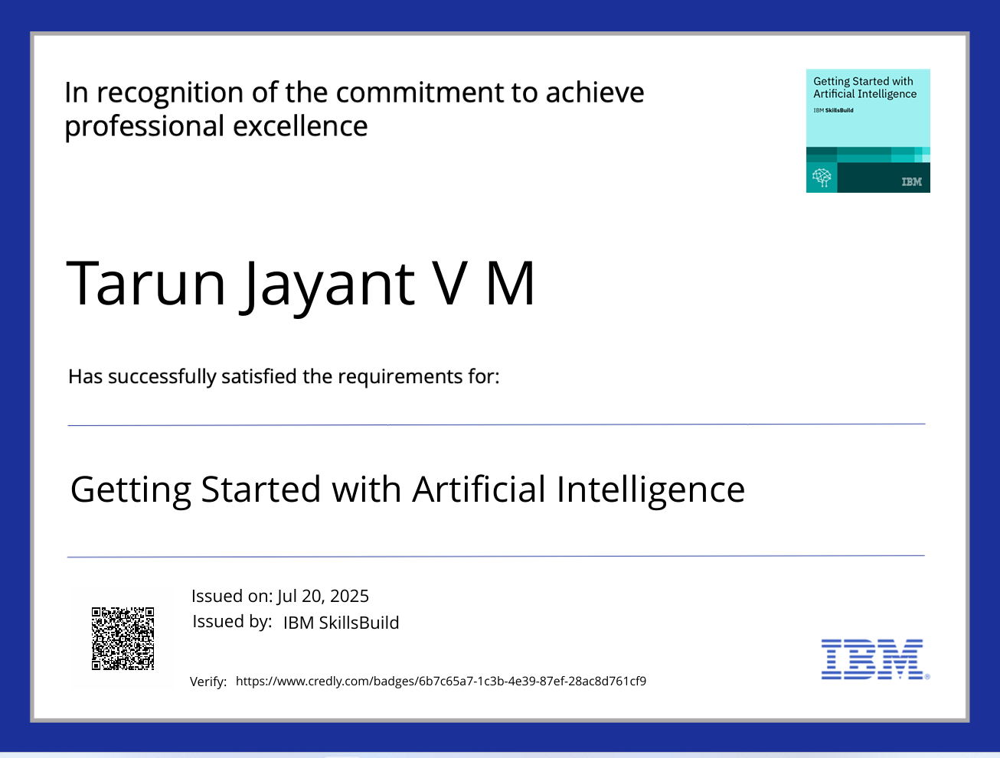 In recognition of the commitment to achieve
professional excellence
Getting Started with
Artificial Intelligence
IBM SkillsBuild
IBM
Tarun Jayant V M
Has successfully satisfied the requirements for:
Getting Started with Artificial Intelligence
Issued on: Jul 20, 2025
Issued by: IBM SkillsBuild
Verify: https://www.credly.com/badges/6b7c65a7-1c3b-4e39-87ef-28ac8d761cf9
IBM®